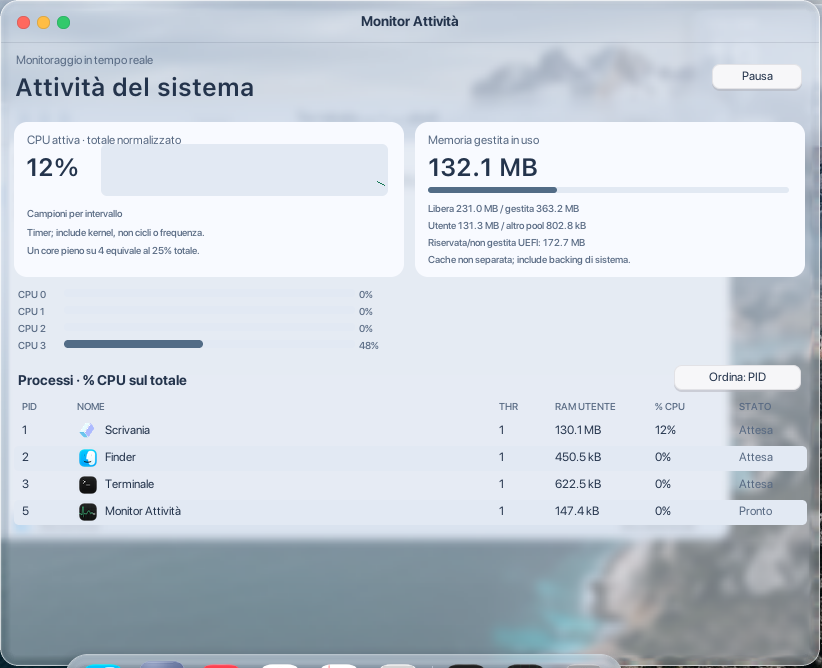 Monitor Attività
Monitoraggio in tempo reale
Attività del sistema
Pausa
CPU attiva · totale normalizzato
12%
Campioni per intervallo
Timer; include kernel, non cicli o frequenza.
Un core pieno su 4 equivale al 25% totale.
Memoria gestita in uso
132.1 MB
Libera 231.0 MB / gestita 363.2 MB
Utente 131.3 MB / altro pool 802.8 kB
Riservata/non gestita UEFI: 172.7 MB
Cache non separata; include backing di sistema.
CPU 0 0%
CPU 1 0%
CPU 2 0%
CPU 3 48%
Processi · % CPU sul totale
Ordina: PID
PID NOME THR RAM UTENTE % CPU STATO
1 Scrivania 1 130.1 MB 12% Attesa
2 Finder 1 450.5 kB 0% Attesa
3 Terminale 1 622.5 kB 0% Attesa
5 Monitor Attività 1 147.4 kB 0% Pronto